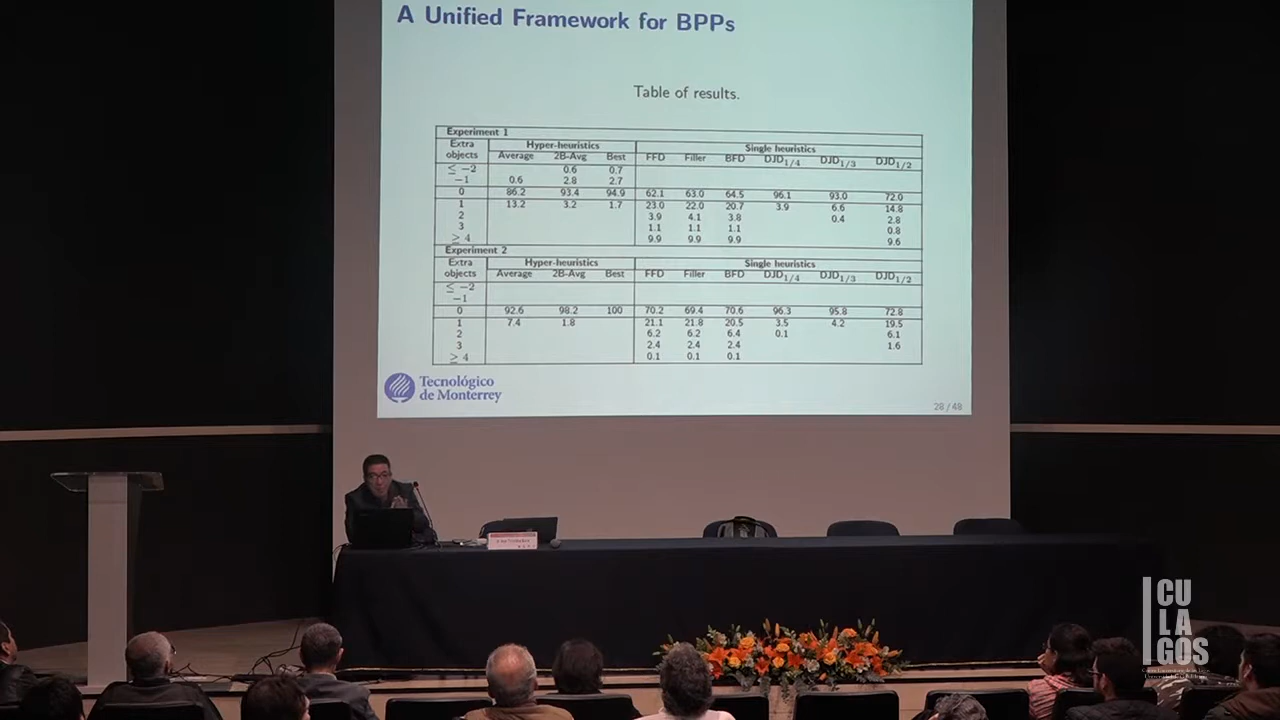 A Unified Framework for BPPs
Table of results.
Experiment 1
Extra objects Hyper-heuristics Single heuristics
Average 2B-Avg Best FFD Filler BFD DJD1/4 DJD1/3 DJD1/2
≤ −2 0.6 0.7
−1 0.6 2.8 2.7
0 86.2 93.4 94.9 62.1 63.0 64.5 96.1 93.0 72.0
1 13.2 3.2 1.7 23.0 22.0 20.7 3.9 6.6 14.8
2 3.9 4.1 3.8 0.4 2.8
3 1.1 1.1 1.1 0.8
≥ 4 9.9 9.9 9.9 9.6
Experiment 2
Extra objects Hyper-heuristics Single heuristics
Average 2B-Avg Best FFD Filler BFD DJD1/4 DJD1/3 DJD1/2
≤ −2
−1
0 92.6 98.2 100 70.2 69.4 70.6 96.3 95.8 72.8
1 7.4 1.8 21.1 21.8 20.5 3.5 4.2 19.5
2 6.2 6.2 6.4 0.1 6.1
3 2.4 2.4 2.4 1.6
≥ 4 0.1 0.1 0.1
Tecnológico
de Monterrey
28 / 48
CU
LA
GOS